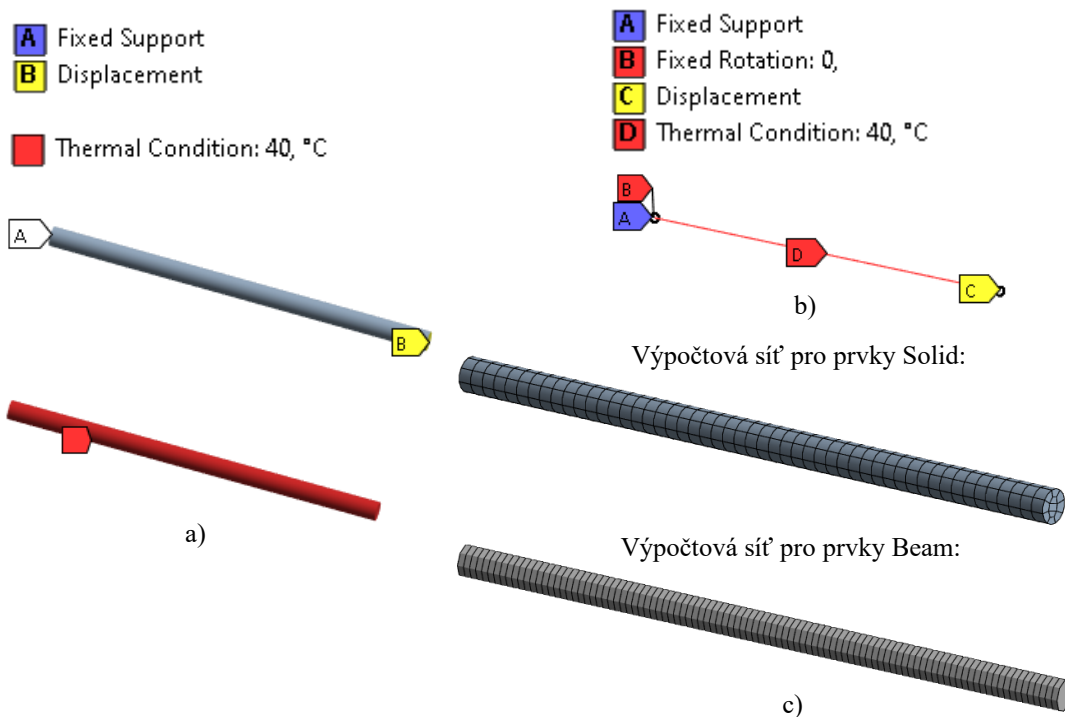 A Fixed Support
B Displacement
Thermal Condition: 40, °C
A
B
a)
A Fixed Support
B Fixed Rotation: 0,
C Displacement
D Thermal Condition: 40, °C
B
A
D
C
b)
Výpočtová síť pro prvky Solid:
Výpočtová síť pro prvky Beam:
c)